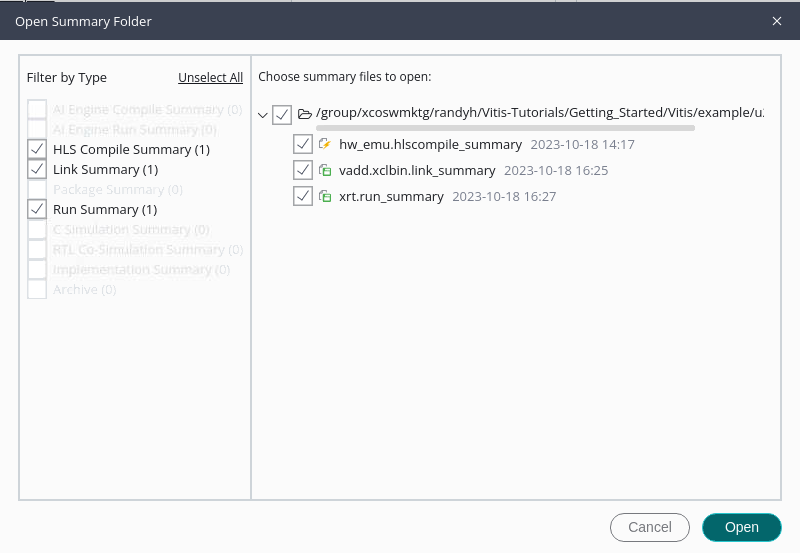 Open Summary Folder
Filter by Type
Unselect All
AI Engine Compile Summary (0)
AI Engine Run Summary (0)
HLS Compile Summary (1)
Link Summary (1)
Package Summary (0)
Run Summary (1)
C Simulation Summary (0)
RTL Co-Simulation Summary (0)
Implementation Summary (0)
Archive (0)
Choose summary files to open:
/group/xcoswmktg/randyh/Vitis-Tutorials/Getting_Started/Vitis/example/u
hw_emu.hlscompile_summary 2023-10-18 14:17
vadd.xclbin.link_summary 2023-10-18 16:25
xrt.run_summary 2023-10-18 16:27
Cancel
Open